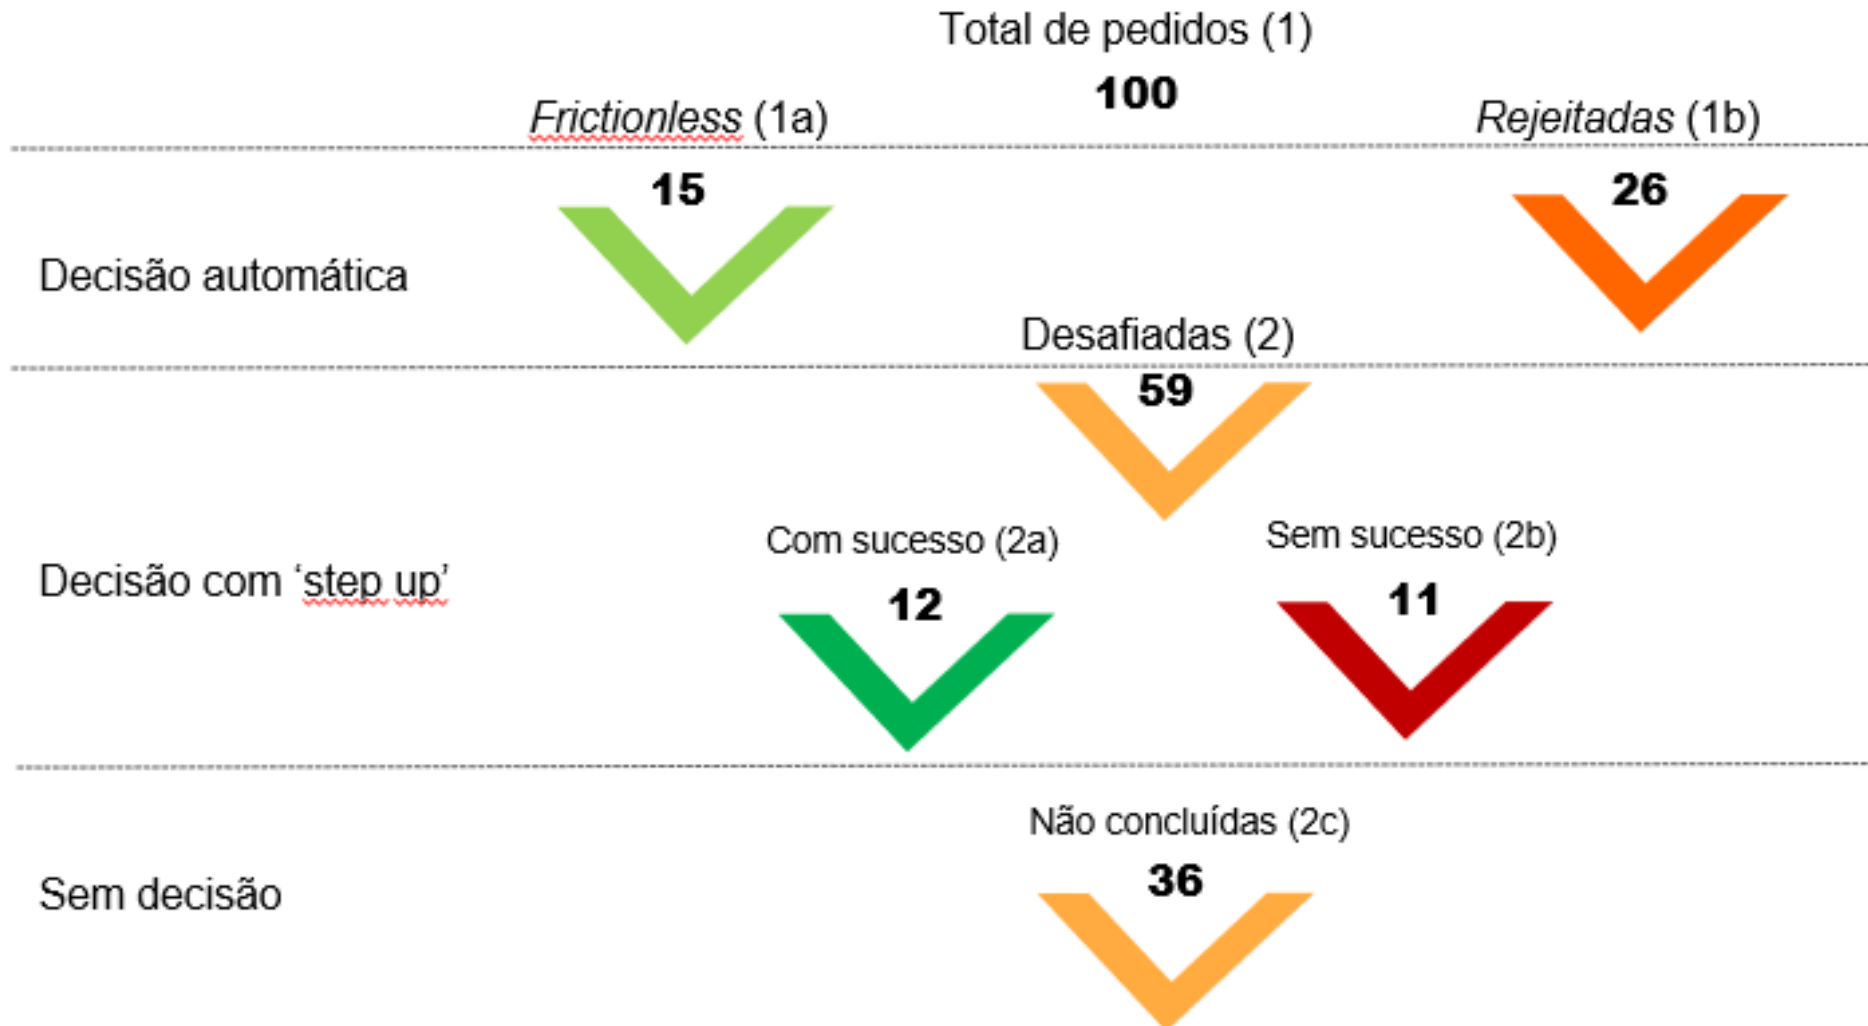 Total de pedidos (1)
100
Frictionless (1a)
Rejeitadas (1b)
15
26
Decisão automática
Desafiadas (2)
59
Com sucesso (2a)
Sem sucesso (2b)
Decisão com ‘step up’
12
11
Não concluídas (2c)
36
Sem decisão